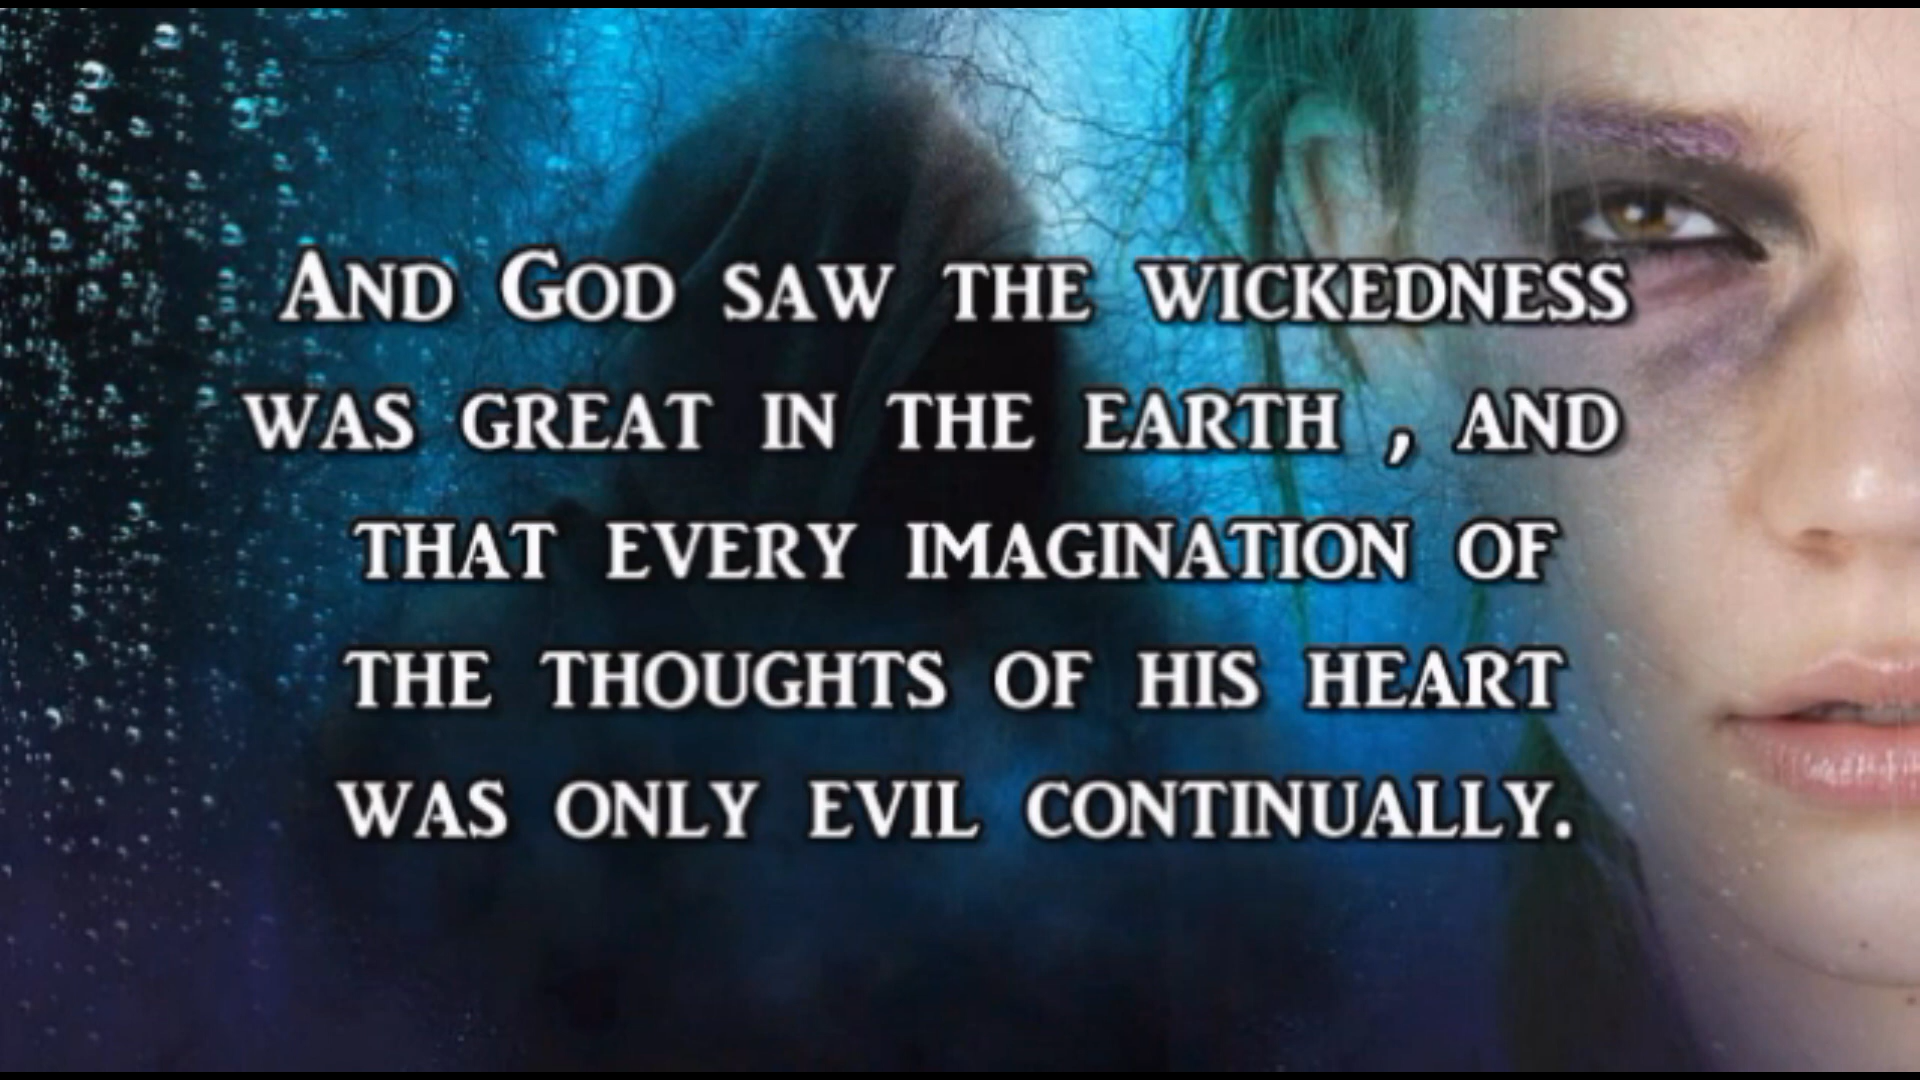 And God saw the wickedness
was great in the earth , and
that every imagination of
the thoughts of his heart
was only evil continually.